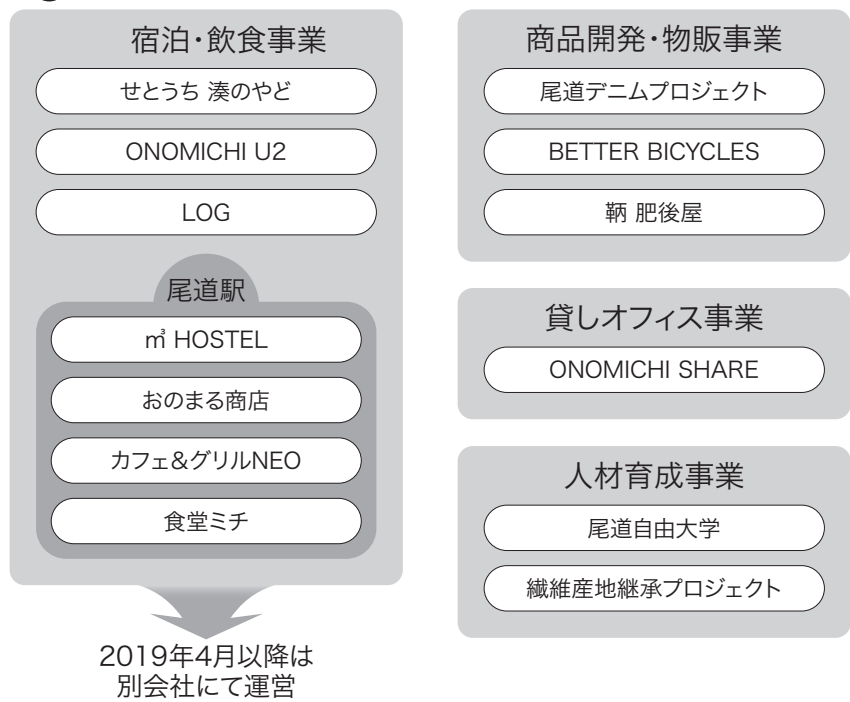 宿泊・飲食事業
せとうち 湊のやど
ONOMICHI U2
LOG
尾道駅
㎥ HOSTEL
おのまる商店
カフェ&グリルNEO
食堂ミチ
2019年4月以降は
別会社にて運営
商品開発・物販事業
尾道デニムプロジェクト
BETTER BICYCLES
鞆 肥後屋
貸しオフィス事業
ONOMICHI SHARE
人材育成事業
尾道自由大学
繊維産地継承プロジェクト